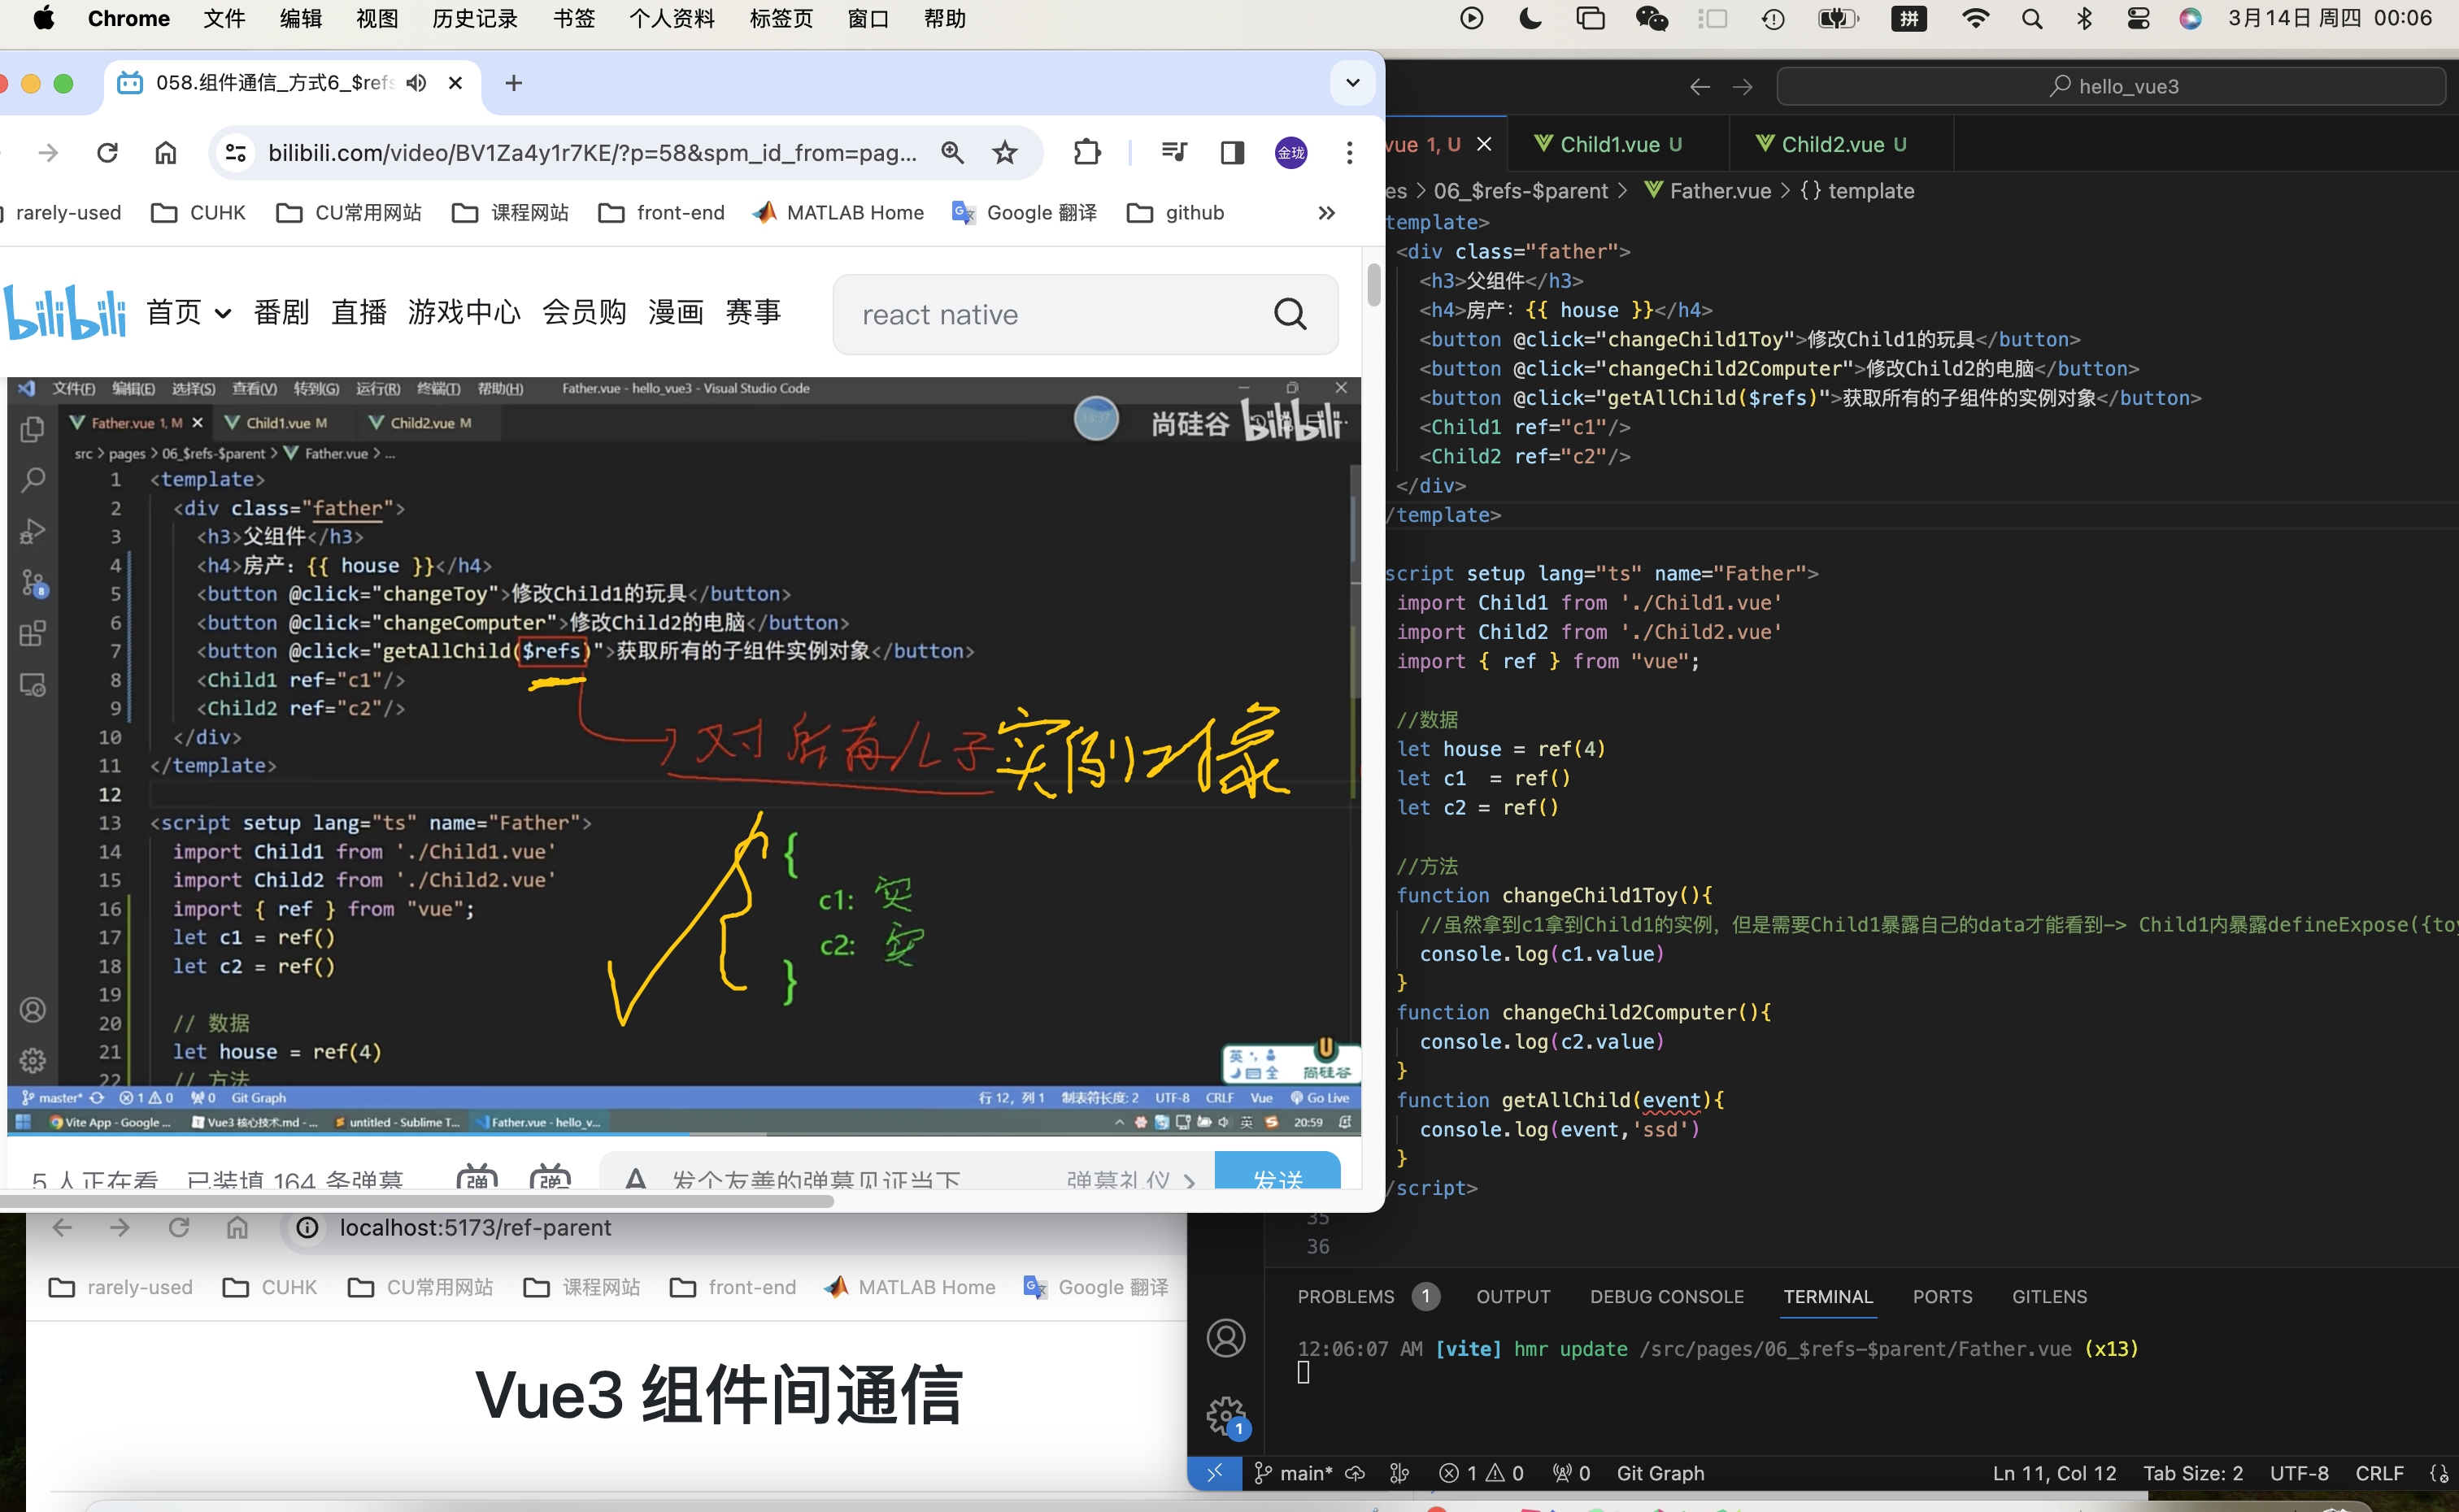 Chrome 文件 编辑 视图 历史记录 书签 个人资料 标签页 窗口 帮助
拼 3月14日 周四 00:06
058.组件通信_方式6_$refs
bilibili.com/video/BV1Za4y1r7KE/?p=58&spm_id_from=pag... 金珑
rarely-used CUHK CU常用网站 课程网站 front-end MATLAB Home Google 翻译 github
bilibili 首页 番剧 直播 游戏中心 会员购 漫画 赛事 react native
文件(F) 编辑(E) 选择(S) 查看(V) 转到(G) 运行(R) 终端(T) 帮助(H) Father.vue - hello_vue3 - Visual Studio Code
Father.vue 1, M Child1.vue M Child2.vue M
尚硅谷 bilibili
src > pages > 06_$refs-$parent > Father.vue > ...
1 <template>
2 <div class="father">
3 <h3>父组件</h3>
4 <h4>房产：{{ house }}</h4>
5 <button @click="changeToy">修改Child1的玩具</button>
6 <button @click="changeComputer">修改Child2的电脑</button>
7 <button @click="getAllChild($refs)">获取所有的子组件实例对象</button>
8 <Child1 ref="c1"/>
9 <Child2 ref="c2"/>
10 </div>
11 </template>
对所有儿子实例对象
12
13 <script setup lang="ts" name="Father">
14 import Child1 from './Child1.vue'
15 import Child2 from './Child2.vue'
16 import { ref } from "vue";
17 let c1 = ref()
18 let c2 = ref()
19
20 // 数据
21 let house = ref(4)
22 // 方法
{
c1: 实
c2: 实
}
英 全 尚硅谷
master* 1 0 0 Git Graph 行 12，列 1 制表符长度: 2 UTF-8 CRLF Vue Go Live
Vite App - Google ... Vue3 核心技术.md - ... untitled - Sublime T... Father.vue - hello_v... 英 20:59
5 人正在看 已装填 164 条弹幕 弹 弹 A 发个友善的弹幕见证当下 弹幕礼仪 > 发送
localhost:5173/ref-parent
rarely-used CUHK CU常用网站 课程网站 front-end MATLAB Home Google 翻译
Vue3 组件间通信
hello_vue3
vue 1, U Child1.vue U Child2.vue U
es > 06_$refs-$parent > Father.vue > {} template
template>
<div class="father">
<h3>父组件</h3>
<h4>房产：{{ house }}</h4>
<button @click="changeChild1Toy">修改Child1的玩具</button>
<button @click="changeChild2Computer">修改Child2的电脑</button>
<button @click="getAllChild($refs)">获取所有的子组件的实例对象</button>
<Child1 ref="c1"/>
<Child2 ref="c2"/>
</div>
/template>
script setup lang="ts" name="Father">
import Child1 from './Child1.vue'
import Child2 from './Child2.vue'
import { ref } from "vue";
//数据
let house = ref(4)
let c1  = ref()
let c2 = ref()
//方法
function changeChild1Toy(){
//虽然拿到c1拿到Child1的实例，但是需要Child1暴露自己的data才能看到-> Child1内暴露defineExpose({toy
console.log(c1.value)
}
function changeChild2Computer(){
console.log(c2.value)
}
function getAllChild(event){
console.log(event,'ssd')
}
/script>
35
36
PROBLEMS 1 OUTPUT DEBUG CONSOLE TERMINAL PORTS GITLENS
12:06:07 AM [vite] hmr update /src/pages/06_$refs-$parent/Father.vue (x13)
1
main* 1 0 0 Git Graph Ln 11, Col 12 Tab Size: 2 UTF-8 CRLF